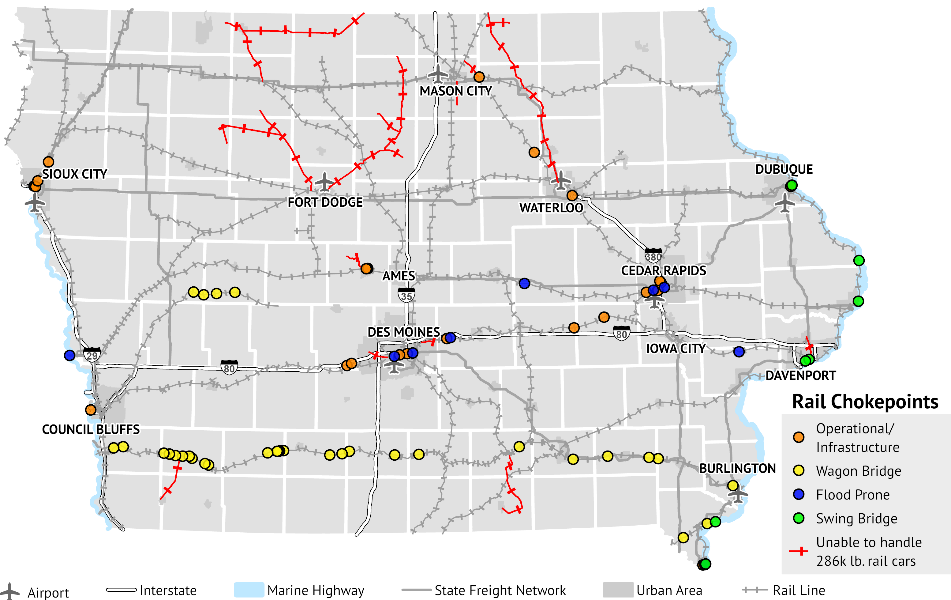 MASON CITY
SIOUX CITY
DUBUQUE
FORT DODGE
WATERLOO
380
CEDAR RAPIDS
AMES
35
DES MOINES
80
IOWA CITY
29
80
DAVENPORT
Rail Chokepoints
Operational/
Infrastructure
COUNCIL BLUFFS
Wagon Bridge
BURLINGTON
Flood Prone
Swing Bridge
Unable to handle
286k lb. rail cars
Airport
Interstate
Marine Highway
State Freight Network
Urban Area
Rail Line